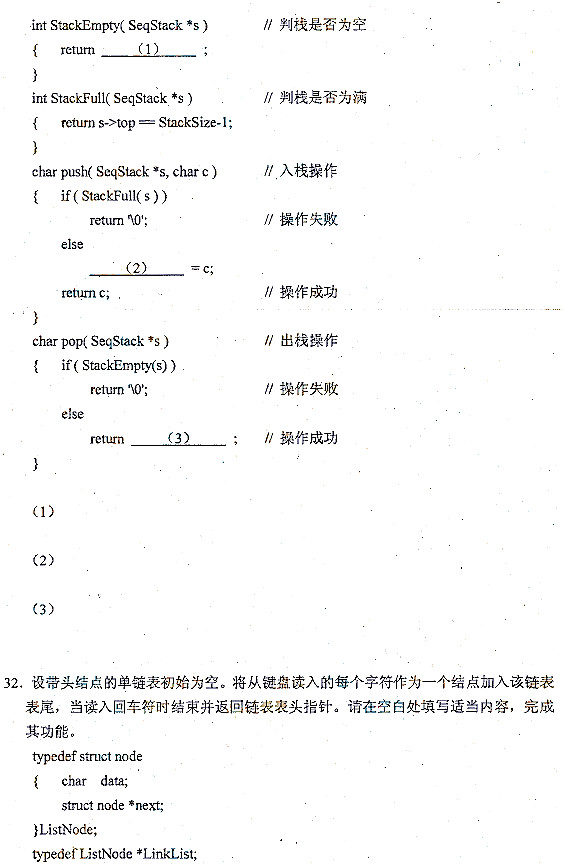 int StackEmpty( SeqStack *s ) // 判栈是否为空
{ return （1） ;
}
int StackFull( SeqStack *s ) // 判栈是否为满
{ return s->top == StackSize-1;
}
char push( SeqStack *s, char c ) // 入栈操作
{ if ( StackFull( s ) )
return '\0'; // 操作失败
else
（2） = c;
return c; // 操作成功
}
char pop( SeqStack *s ) // 出栈操作
{ if ( StackEmpty(s) )
return '\0'; // 操作失败
else
return （3） ; // 操作成功
}
（1）
（2）
（3）
32．设带头结点的单链表初始为空。将从键盘读入的每个字符作为一个结点加入该链表
表尾，当读入回车符时结束并返回链表表头指针。请在空白处填写适当内容，完成
其功能。
typedef struct node
{ char data;
struct node *next;
}ListNode;
typedef ListNode *LinkList;